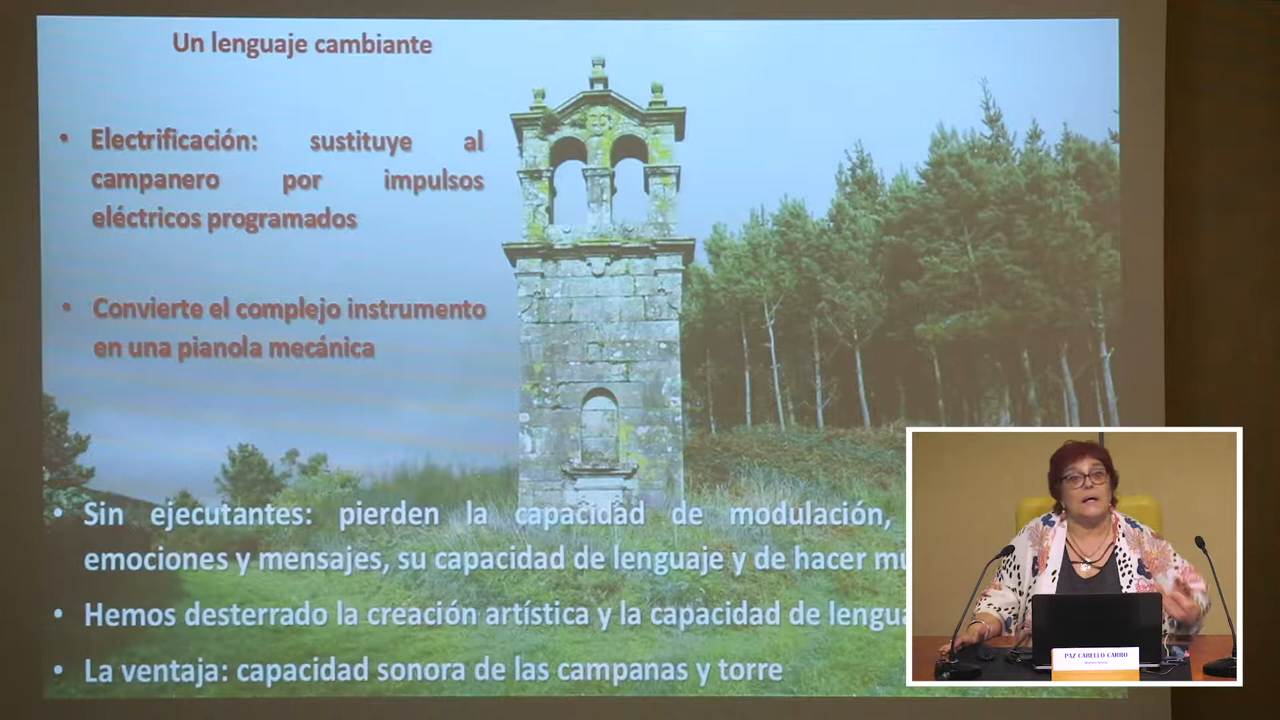 Un lenguaje cambiante
• Electrificación: sustituye al
campanero por impulsos
eléctricos programados
• Convierte el complejo instrumento
en una pianola mecánica
• Sin ejecutantes: pierden la capacidad de modulación,
emociones y mensajes, su capacidad de lenguaje y de hacer
• Hemos desterrado la creación artística y la capacidad de
• La ventaja: capacidad sonora de las campanas y torre
PAZ CABELLO CARRO